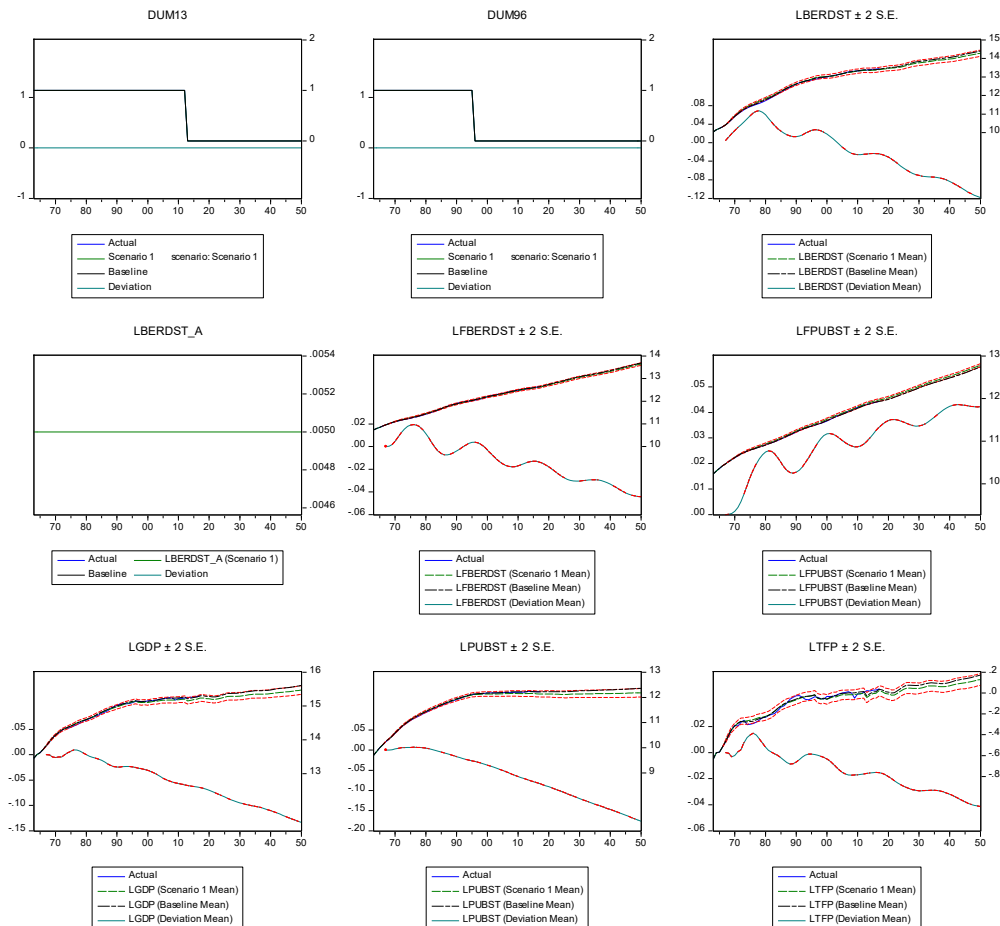 DUM13
2
1
0
1
0
-1
70 80 90 00 10 20 30 40 50
Actual
Scenario 1 scenario: Scenario 1
Baseline
Deviation
DUM96
2
1
0
1
0
-1
70 80 90 00 10 20 30 40 50
Actual
Scenario 1 scenario: Scenario 1
Baseline
Deviation
LBERDST ± 2 S.E.
15
14
13
12
11
10
.08
.04
.00
-.04
-.08
-.12
70 80 90 00 10 20 30 40 50
Actual
LBERDST (Scenario 1 Mean)
LBERDST (Baseline Mean)
LBERDST (Deviation Mean)
LBERDST_A
.0054
.0052
.0050
.0048
.0046
70 80 90 00 10 20 30 40 50
Actual LBERDST_A (Scenario 1)
Baseline Deviation
LFBERDST ± 2 S.E.
14
13
12
11
10
.02
.00
-.02
-.04
-.06
70 80 90 00 10 20 30 40 50
Actual
LFBERDST (Scenario 1 Mean)
LFBERDST (Baseline Mean)
LFBERDST (Deviation Mean)
LFPUBST ± 2 S.E.
13
12
11
10
.05
.04
.03
.02
.01
.00
70 80 90 00 10 20 30 40 50
Actual
LFPUBST (Scenario 1 Mean)
LFPUBST (Baseline Mean)
LFPUBST (Deviation Mean)
LGDP ± 2 S.E.
16
15
14
13
.05
.00
-.05
-.10
-.15
70 80 90 00 10 20 30 40 50
Actual
LGDP (Scenario 1 Mean)
LGDP (Baseline Mean)
LGDP (Deviation Mean)
LPUBST ± 2 S.E.
13
12
11
10
9
.05
.00
-.05
-.10
-.15
-.20
70 80 90 00 10 20 30 40 50
Actual
LPUBST (Scenario 1 Mean)
LPUBST (Baseline Mean)
LPUBST (Deviation Mean)
LTFP ± 2 S.E.
.2
.0
-.2
-.4
-.6
-.8
.02
.00
-.02
-.04
-.06
70 80 90 00 10 20 30 40 50
Actual
LTFP (Scenario 1 Mean)
LTFP (Baseline Mean)
LTFP (Deviation Mean)